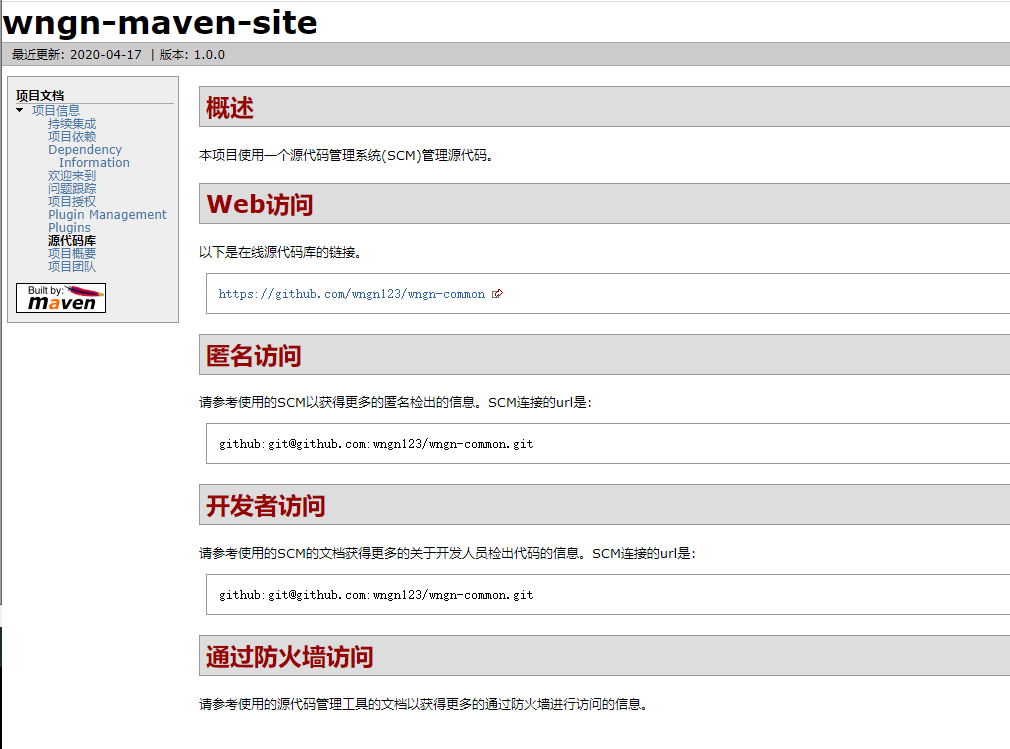 wngn-maven-site
最近更新: 2020-04-17 | 版本: 1.0.0
项目文档
项目信息
持续集成
项目依赖
Dependency
Information
欢迎来到
问题跟踪
项目授权
Plugin Management
Plugins
源代码库
项目概要
项目团队
Built by:
maven
概述
本项目使用一个源代码管理系统(SCM)管理源代码。
Web访问
以下是在线源代码库的链接。
https://github.com/wngn123/wngn-common
匿名访问
请参考使用的SCM以获得更多的匿名检出的信息。SCM连接的url是:
github:git@github.com:wngn123/wngn-common.git
开发者访问
请参考使用的SCM的文档获得更多的关于开发人员检出代码的信息。SCM连接的url是:
github:git@github.com:wngn123/wngn-common.git
通过防火墙访问
请参考使用的源代码管理工具的文档以获得更多的通过防火墙进行访问的信息。